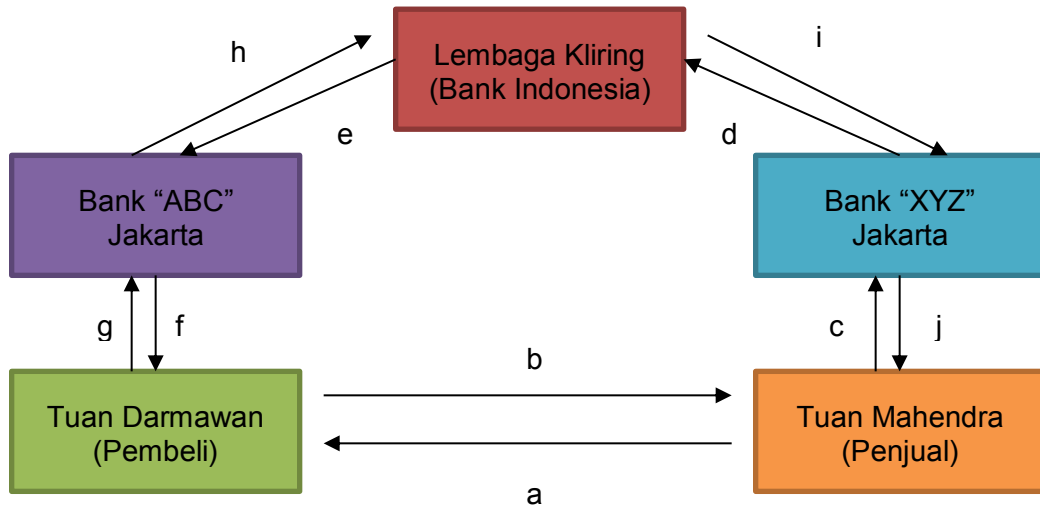 h
Lembaga Kliring
(Bank Indonesia)
i
e
d
Bank “ABC”
Jakarta
Bank “XYZ”
Jakarta
g
f
c
j
b
Tuan Darmawan
(Pembeli)
Tuan Mahendra
(Penjual)
a